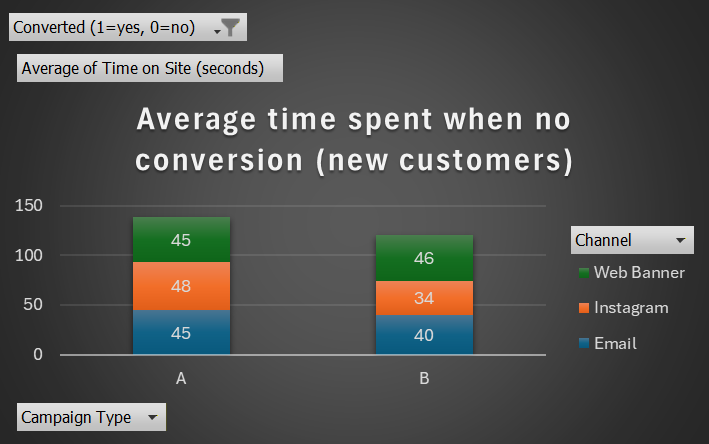 Converted (1=yes, 0=no)
Average of Time on Site (seconds)
Average time spent when no
conversion (new customers)
150
100
50
0
45
48
45
46
34
40
A
B
Channel
Web Banner
Instagram
Email
Campaign Type